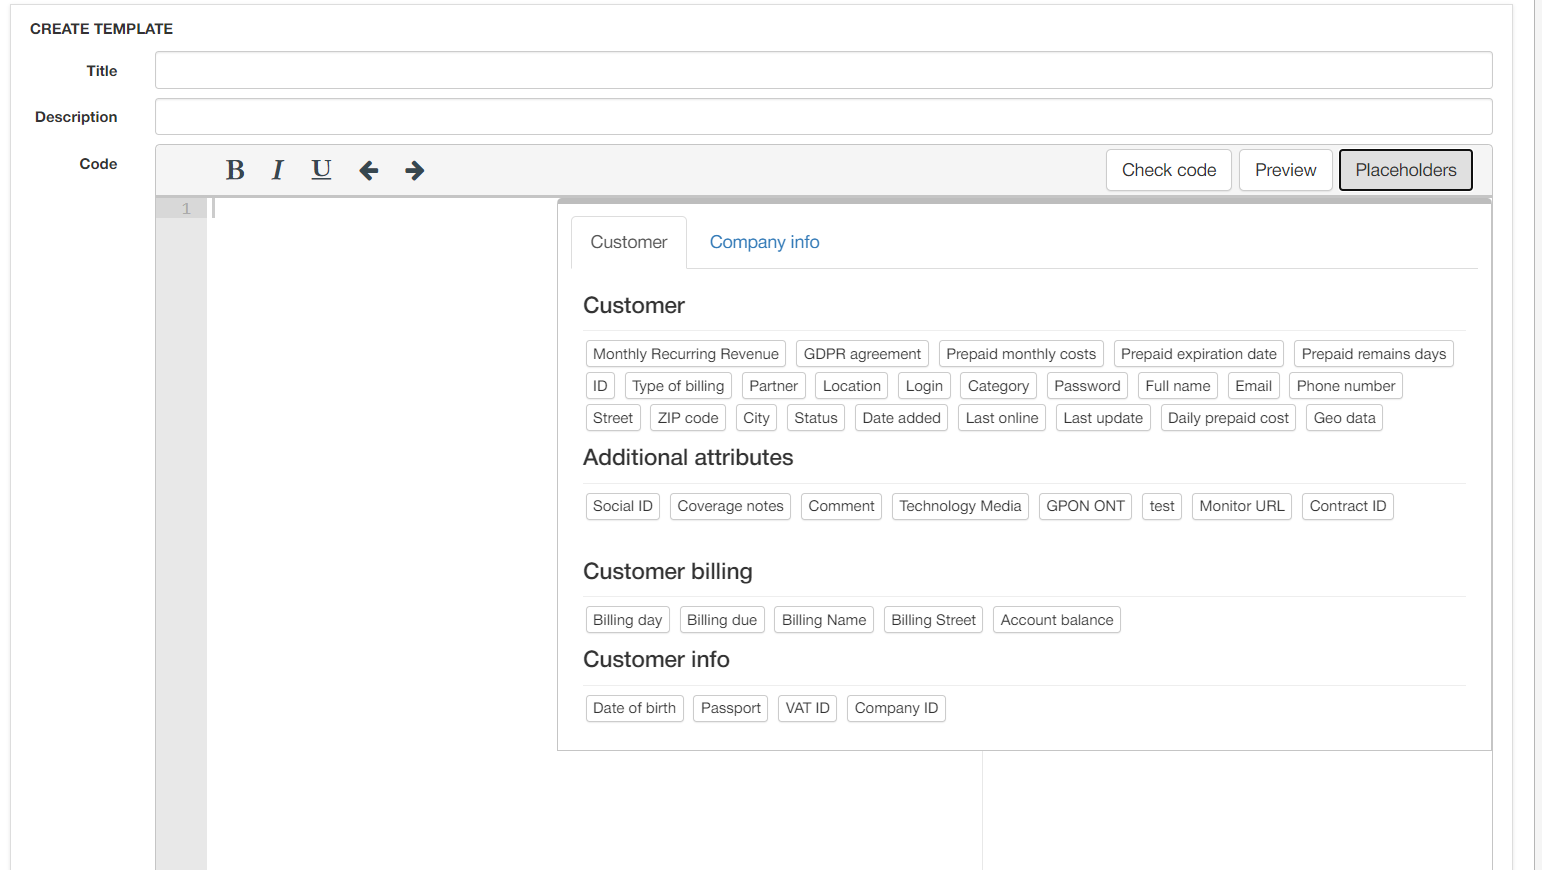 CREATE TEMPLATE
Title
Description
Code
B I U
Check code Preview Placeholders
1
Customer Company info
Customer
Monthly Recurring Revenue GDPR agreement Prepaid monthly costs Prepaid expiration date Prepaid remains days
ID Type of billing Partner Location Login Category Password Full name Email Phone number
Street ZIP code City Status Date added Last online Last update Daily prepaid cost Geo data
Additional attributes
Social ID Coverage notes Comment Technology Media GPON ONT test Monitor URL Contract ID
Customer billing
Billing day Billing due Billing Name Billing Street Account balance
Customer info
Date of birth Passport VAT ID Company ID